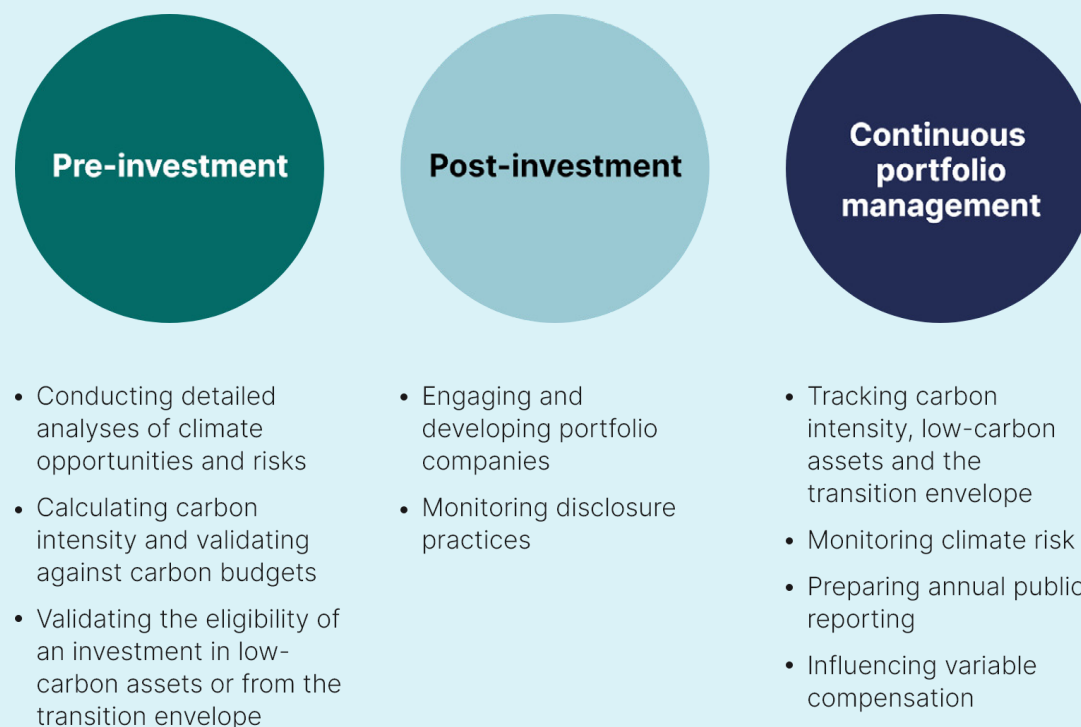 Pre-investment
• Conducting detailed
analyses of climate
opportunities and risks
• Calculating carbon
intensity and validating
against carbon budgets
• Validating the eligibility of
an investment in low-
carbon assets or from the
transition envelope
Post-investment
• Engaging and
developing portfolio
companies
• Monitoring disclosure
practices
Continuous
portfolio
management
• Tracking carbon
intensity, low-carbon
assets and the
transition envelope
• Monitoring climate risk
• Preparing annual public
reporting
• Influencing variable
compensation